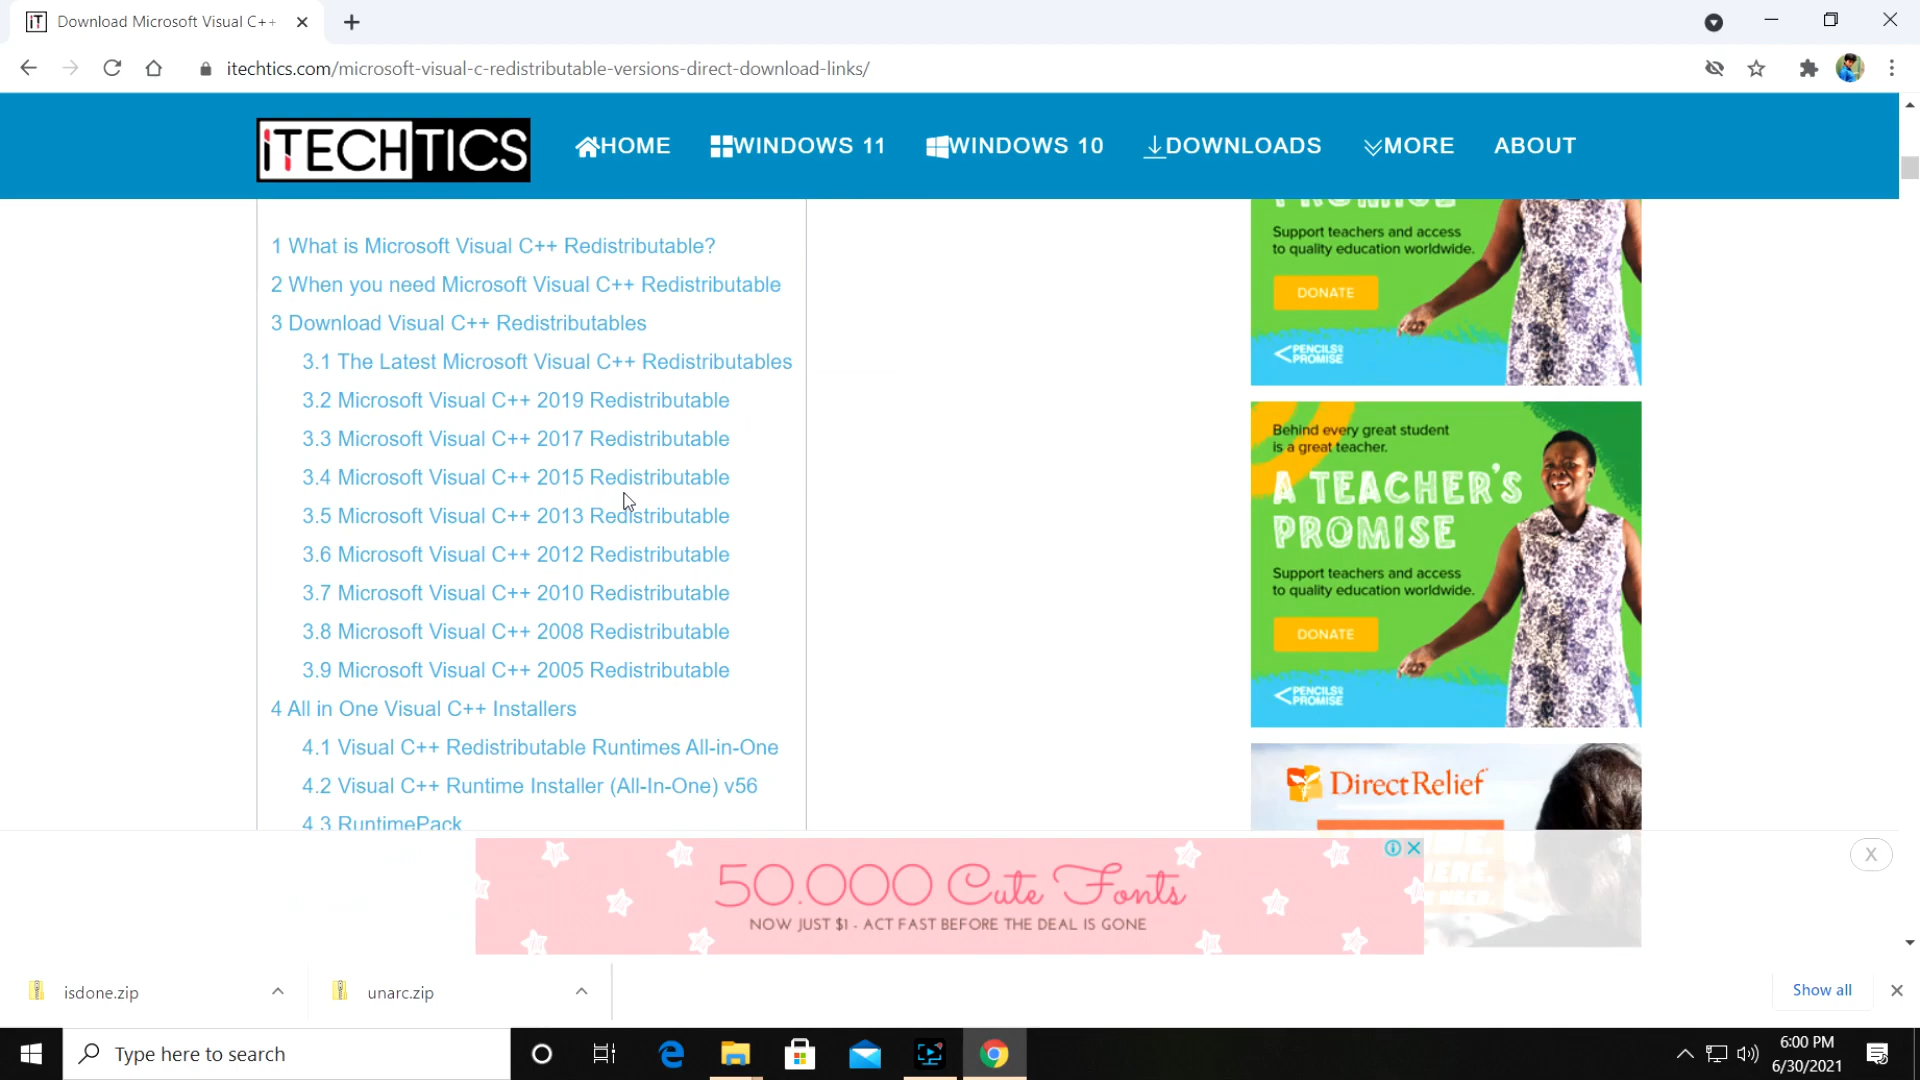 Download Microsoft Visual C++
itechtics.com/microsoft-visual-c-redistributable-versions-direct-download-links/
iTECHTICS
HOME
WINDOWS 11
WINDOWS 10
DOWNLOADS
MORE
ABOUT
1 What is Microsoft Visual C++ Redistributable?
2 When you need Microsoft Visual C++ Redistributable
3 Download Visual C++ Redistributables
3.1 The Latest Microsoft Visual C++ Redistributables
3.2 Microsoft Visual C++ 2019 Redistributable
3.3 Microsoft Visual C++ 2017 Redistributable
3.4 Microsoft Visual C++ 2015 Redistributable
3.5 Microsoft Visual C++ 2013 Redistributable
3.6 Microsoft Visual C++ 2012 Redistributable
3.7 Microsoft Visual C++ 2010 Redistributable
3.8 Microsoft Visual C++ 2008 Redistributable
3.9 Microsoft Visual C++ 2005 Redistributable
4 All in One Visual C++ Installers
4.1 Visual C++ Redistributable Runtimes All-in-One
4.2 Visual C++ Runtime Installer (All-In-One) v56
4.3 RuntimePack
PROMISE
Support teachers and access
to quality education worldwide.
DONATE
PENCILS OF
PROMISE
Behind every great student
is a great teacher.
A TEACHER'S
PROMISE
Support teachers and access
to quality education worldwide.
DONATE
PENCILS OF
PROMISE
DirectRelief
50.000 Cute Fonts
NOW JUST $1 - ACT FAST BEFORE THE DEAL IS GONE
X
isdone.zip
unarc.zip
Show all
Type here to search
6:00 PM
6/30/2021